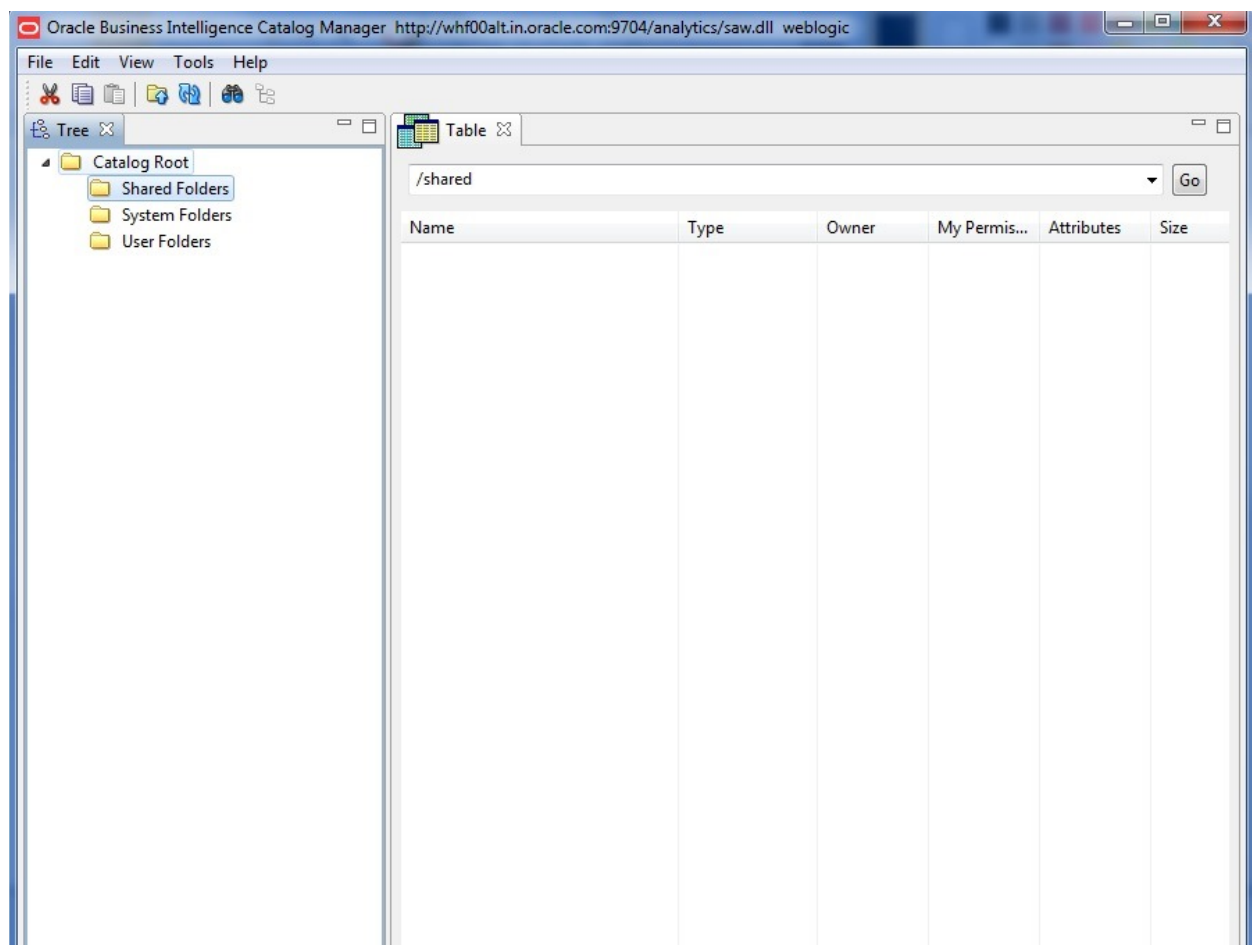 Oracle Business Intelligence Catalog Manager http://whf00alt.in.oracle.com:9704/analytics/saw.dll weblogic
File Edit View Tools Help
Tree
Catalog Root
Shared Folders
System Folders
User Folders
Table
/shared
Go
Name Type Owner My Permis... Attributes Size